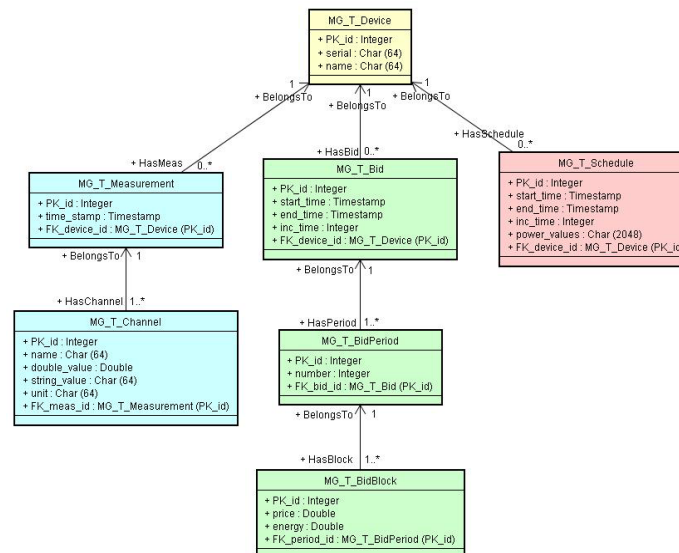 MG_T_Device
+ PK_id : Integer
+ serial : Char (64)
+ name : Char (64)
1
+ BelongsTo
1
+ BelongsTo
1
+ BelongsTo
+ HasMeas
0..*
+ HasBid
0..*
+ HasSchedule
0..*
MG_T_Measurement
+ PK_id : Integer
+ time_stamp : Timestamp
+ FK_device_id : MG_T_Device (PK_id)
MG_T_Bid
+ PK_id : Integer
+ start_time : Timestamp
+ end_time : Timestamp
+ inc_time : Integer
+ FK_device_id : MG_T_Device (PK_id)
MG_T_Schedule
+ PK_id : Integer
+ start_time : Timestamp
+ end_time : Timestamp
+ inc_time : Integer
+ power_values : Char (2048)
+ FK_device_id : MG_T_Device (PK_id)
+ BelongsTo
1
+ HasChannel
1..*
MG_T_Channel
+ PK_id : Integer
+ name : Char (64)
+ double_value : Double
+ string_value : Char (64)
+ unit : Char (64)
+ FK_meas_id : MG_T_Measurement (PK_id)
+ BelongsTo
1
+ HasPeriod
1..*
MG_T_BidPeriod
+ PK_id : Integer
+ number : Integer
+ FK_bid_id : MG_T_Bid (PK_id)
+ BelongsTo
1
+ HasBlock
1..*
MG_T_BidBlock
+ PK_id : Integer
+ price : Double
+ energy : Double
+ FK_period_id : MG_T_BidPeriod (PK_id)